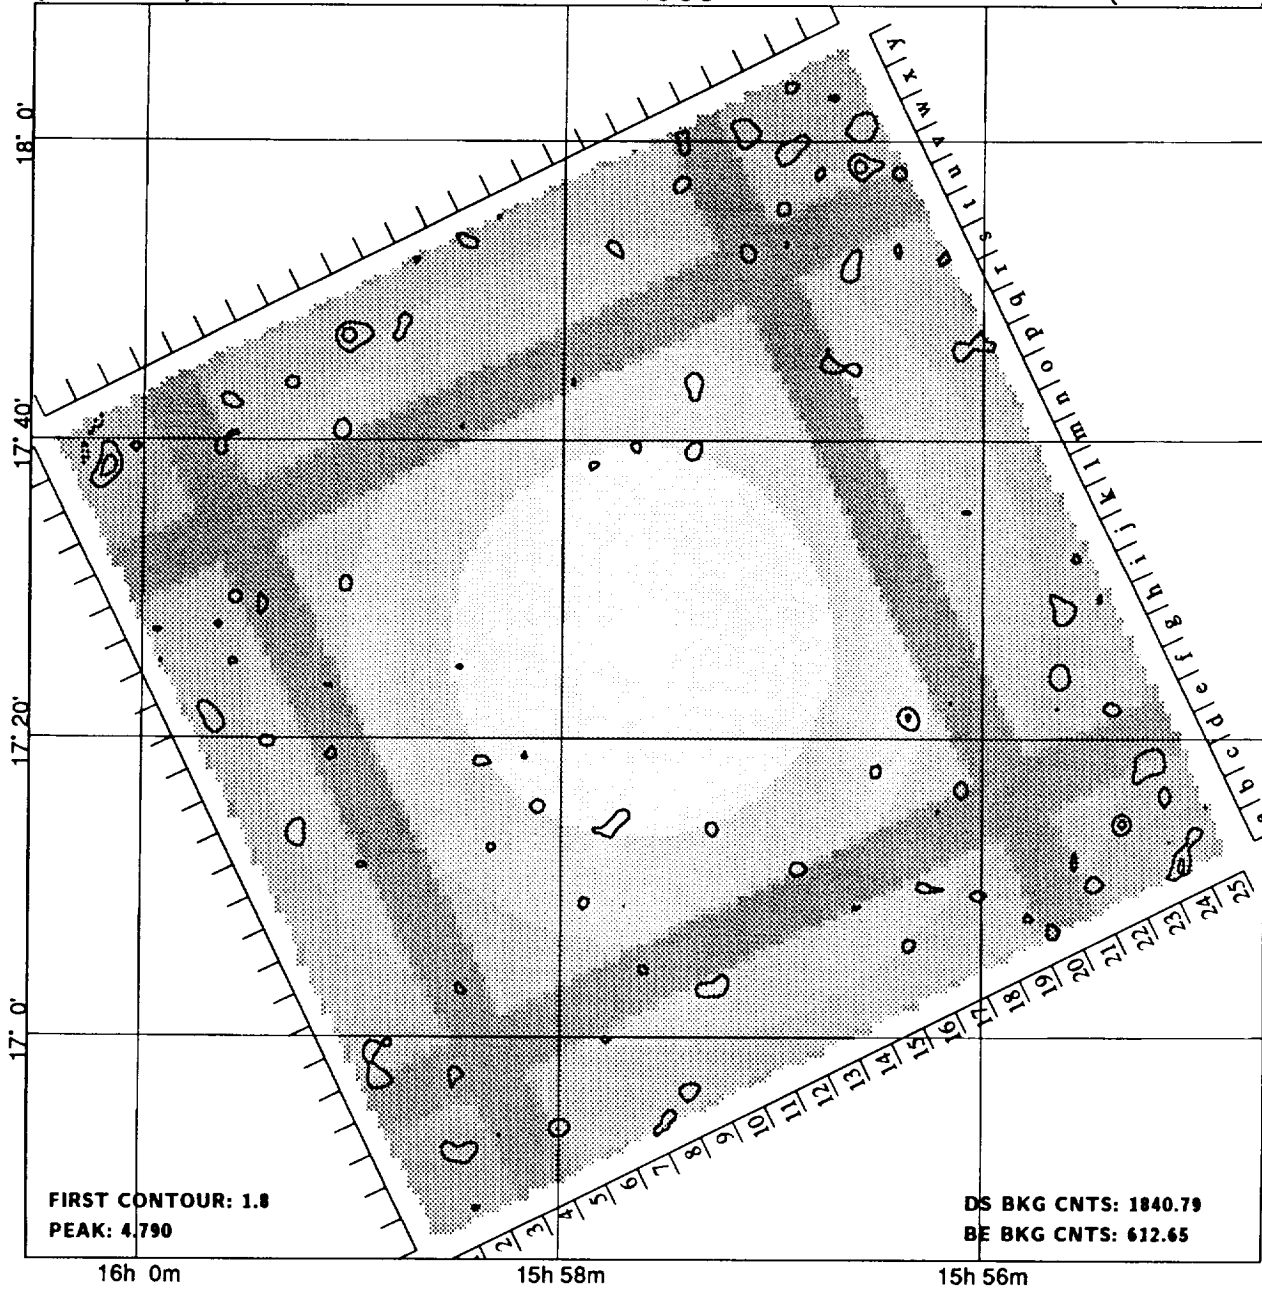 18° 0'
17° 40'
17° 20'
17° 0'
16h 0m
15h 58m
15h 56m
y
x
w
v
u
t
s
r
q
p
o
n
m
l
k
j
i
h
g
f
e
d
c
b
2
3
4
5
6
7
8
9
10
11
12
13
14
15
16
17
18
19
20
21
22
23
24
25
FIRST CONTOUR: 1.8
PEAK: 4.790
DS BKG CNTS: 1840.79
BE BKG CNTS: 612.65